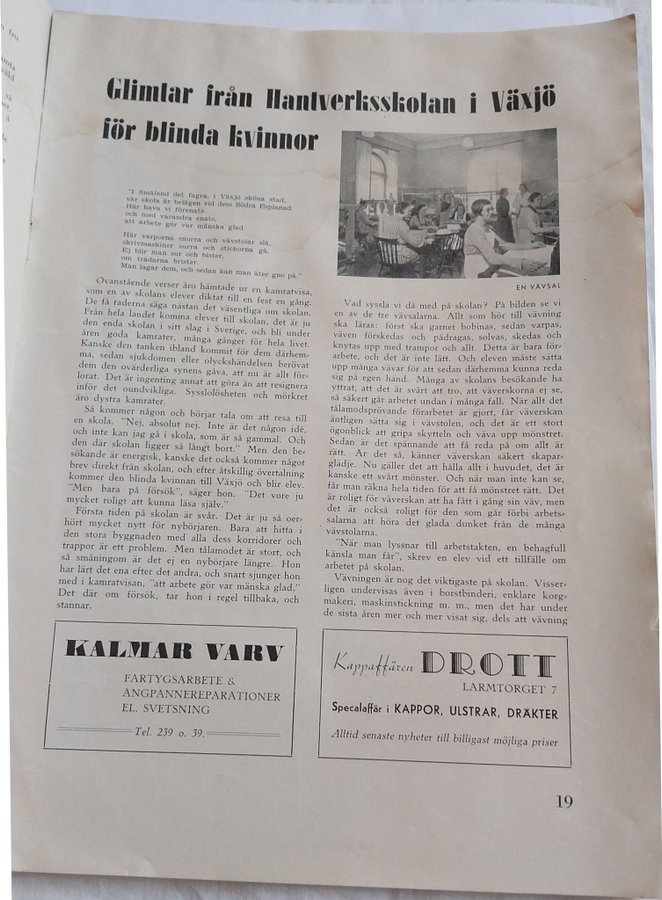 Glimtar från Hantverksskolan i Växjö
för blinda kvinnor
"I Småland det fagra, i Växjö sköna stad,
vår skola är belägen vid dess Södra Esplanad.
Här hava vi förenats
och med varandra enats,
att arbete gör var mänska glad.
Här varporna snurra och vävstolar slå,
skrivmaskiner surra och stickorna gå.
Ej blir man sur och bister,
om trådarna brister.
Man lagar dem, och sedan kan man åter gno på."
Ovanstående verser äro hämtade ur en kamratvisa,
som en av skolans elever diktat till en fest en gång.
De få raderna säga nästan det väsentliga om skolan.
Från hela landet komma elever till skolan, det är ju
den enda skolan i sitt slag i Sverige, och bli under
åren goda kamrater, många gånger för hela livet.
Kanske den tanken ibland kommit för dem därhem-
ma, sedan sjukdomen eller olyckshändelsen berövat
dem den ovärderliga synens gåva, att nu är allt för-
lorat. Det är ingenting annat att göra än att resignera
inför det oundvikliga. Sysslolösheten och mörkret
äro dystra kamrater.
Så kommer någon och börjar tala om att resa till
en skola. "Nej, absolut nej. Inte är det någon idé,
och inte kan jag gå i skola, som är så gammal. Och
den där skolan ligger så långt bort." Men den be-
sökande är energisk, kanske det också kommer något
brev direkt från skolan, och efter åtskillig övertalning
kommer den blinda kvinnan till Växjö och blir elev.
"Men bara på försök", säger hon. "Det vore ju
mycket roligt att kunna läsa själv."
Första tiden på skolan är svår. Det är ju så oer-
hört mycket nytt för nybörjaren. Bara att hitta i
den stora byggnaden med alla dess korridorer och
trappor är ett problem. Men tålamodet är stort, och
så småningom är det ej en nybörjare längre. Hon
har lärt det ena efter det andra, och snart sjunger hon
med i kamratvisan, "att arbete gör var mänska glad."
Det där om försök, tar hon i regel tillbaka, och
stannar.
EN VÄVSAL
Vad syssla vi då med på skolan? På bilden se vi
en av de tre vävsalarna. Allt som hör till vävning
ska läras: först ska garnet bobinas, sedan varpas,
väven förskedas och pådragas, solvas, skedas och
knytas upp med trampor och allt. Detta är bara för-
arbete, och det är inte lätt. Och eleven måste sätta
upp många vävar för att sedan därhemma kunna reda
sig på egen hand. Många av skolans besökande ha
yttrat, att det är svårt att tro, att väverskorna ej se,
så säkert går arbetet undan i många fall. När allt det
tålamodsprövande förarbetet är gjort, får väverskan
äntligen sätta sig i vävstolen, och det är ett stort
ögonblick att gripa skytteln och väva upp mönstret.
Sedan är det spännande att få reda på om allt är
rätt. Är det så, känner väverskan säkert skapar-
glädje. Nu gäller det att hålla allt i huvudet, det är
kanske ett svårt mönster. Och när man inte kan se,
får man räkna hela tiden för att få mönstret rätt. Det
är roligt för väverskan att ha fått i gång sin väv, men
det är också roligt för den som går förbi arbets-
salarna att höra det glada dunket från de många
vävstolarna.
"När man lyssnar till arbetstakten, en behagfull
känsla man får", skrev en elev vid ett tillfälle om
arbetet på skolan.
Vävningen är nog det viktigaste på skolan. Visser-
ligen undervisas även i borstbinderi, enklare korg-
makeri, maskinstickning m. m., men det har under
de sista åren mer och mer visat sig, dels att vävning
KALMAR VARV
FARTYGSARBETE &
ÅNGPANNEREPARATIONER
EL. SVETSNING
Tel. 239 o. 39.
Kappaffären DROTT
LARMTORGET 7
Specalaffär i KAPPOR, ULSTRAR, DRÄKTER
Alltid senaste nyheter till billigast möjliga priser
19